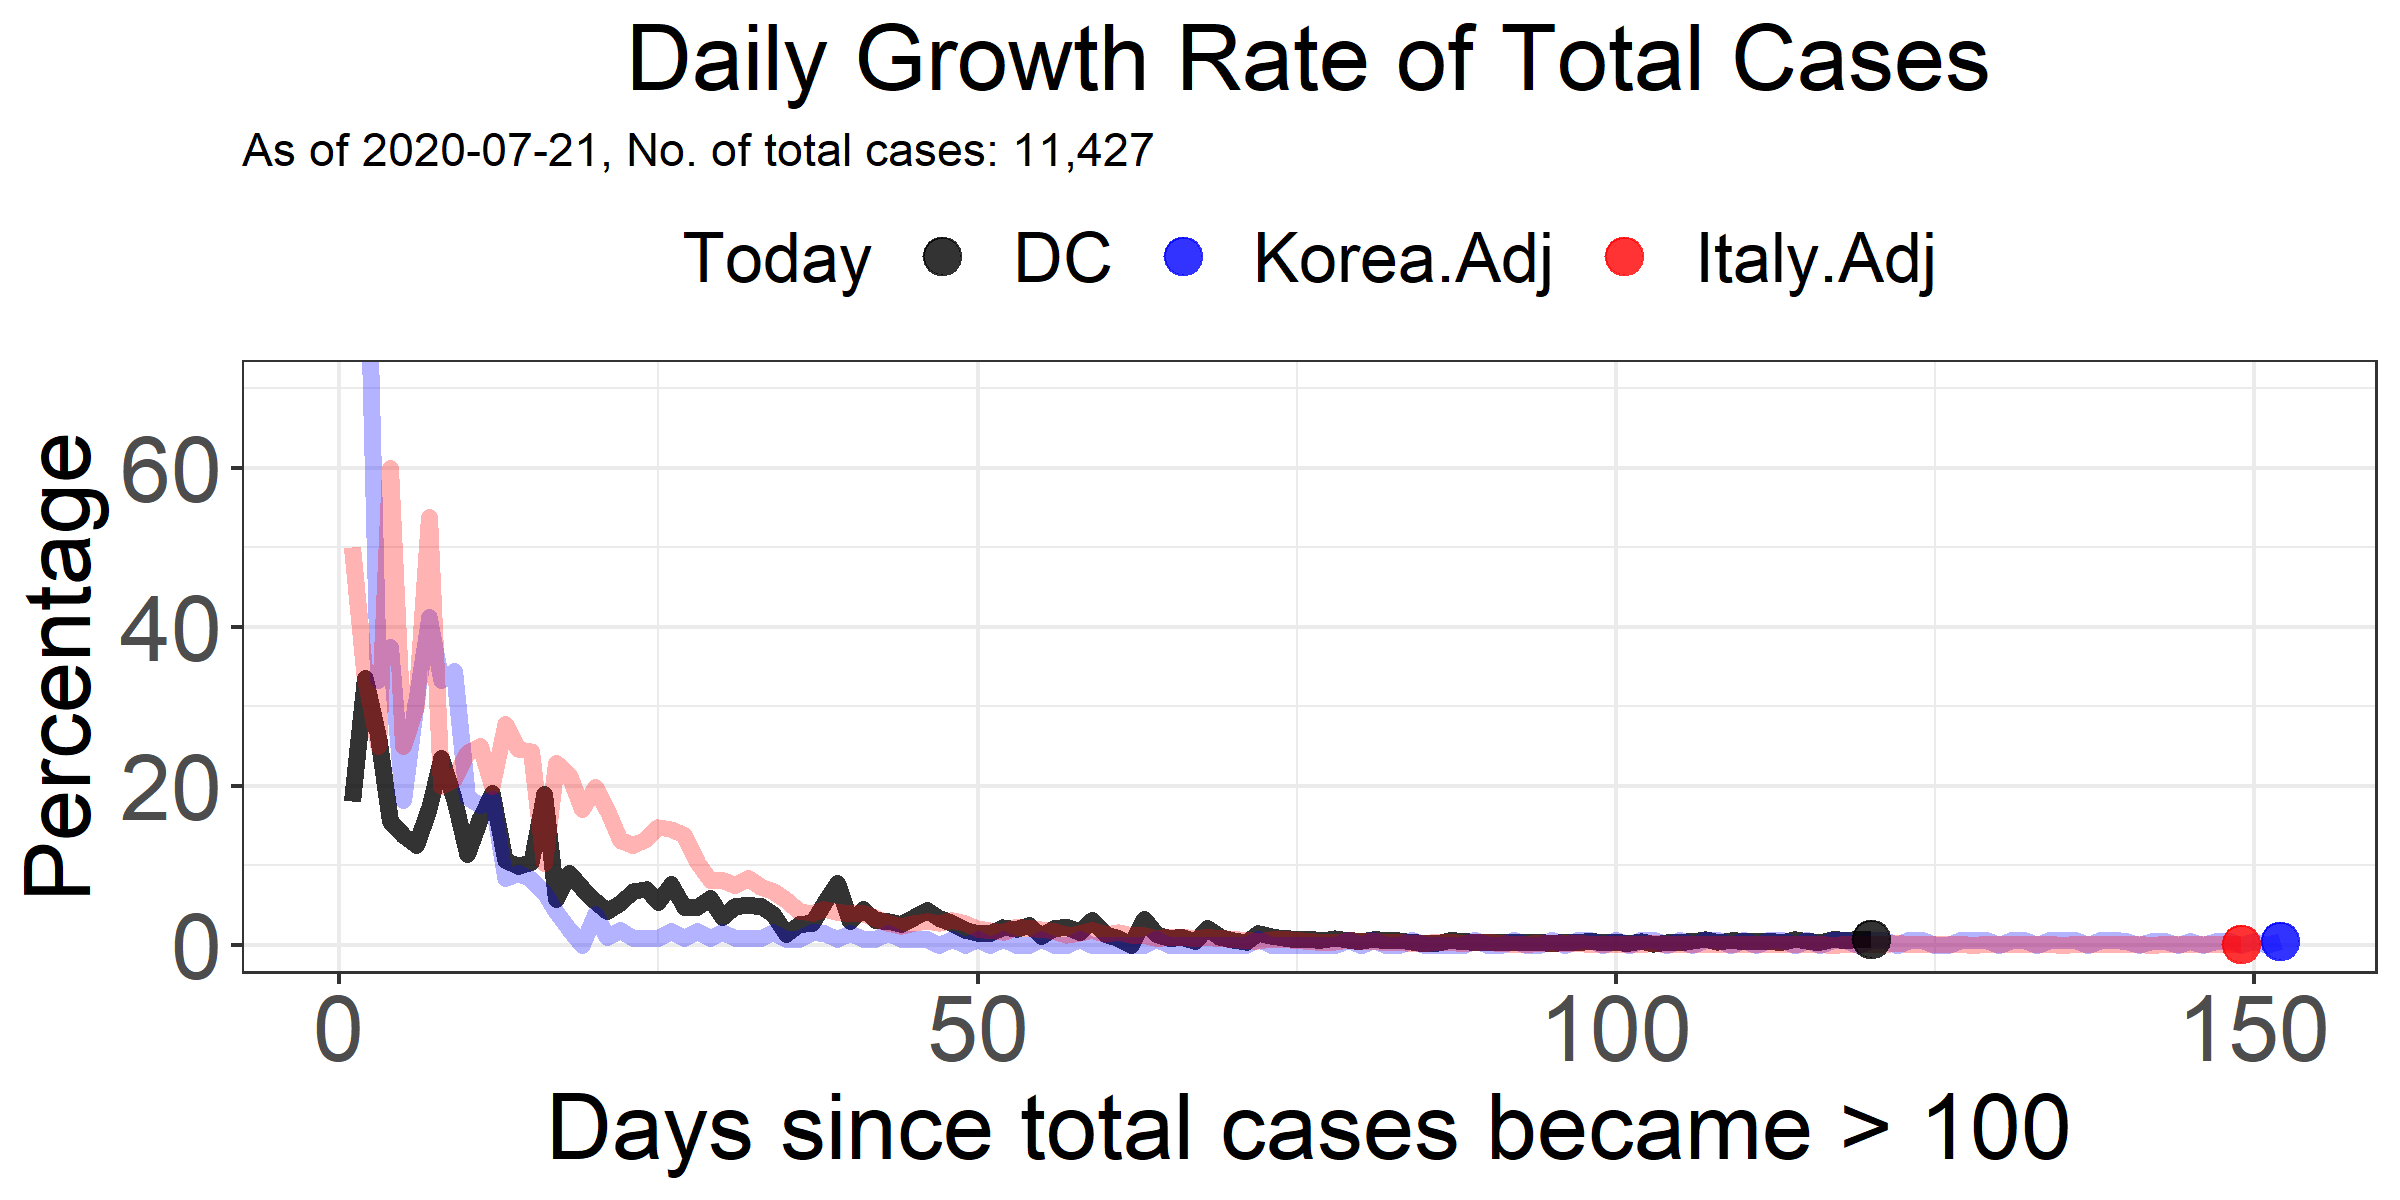 Daily Growth Rate of Total Cases
As of 2020-07-21, No. of total cases: 11,427
Today DC Korea.Adj Italy.Adj
Percentage
60
40
20
0
0 50 100 150
Days since total cases became > 100